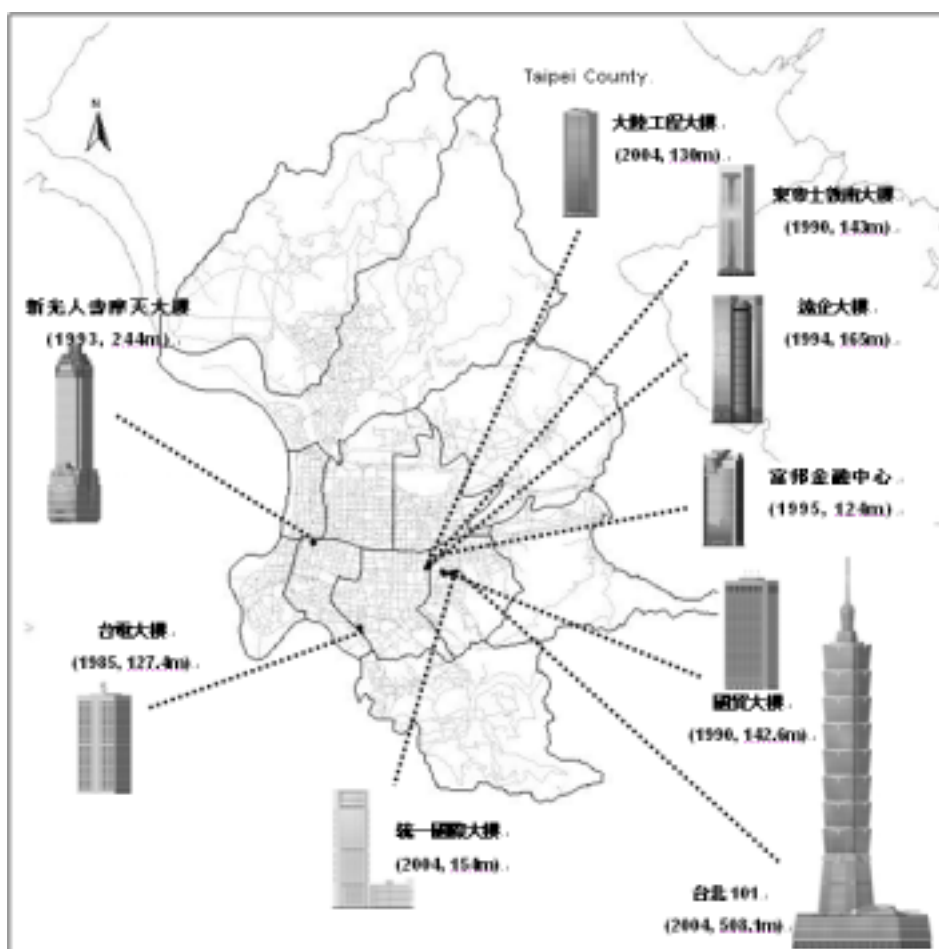 N
Taipei County.
大陸工程大樓
(2004, 130m)
東帝士敦南大樓
(1990, 143m)
遠企大樓
(1994, 165m)
新光人壽摩天大樓
(1993, 244m)
富邦金融中心
(1995, 124m)
台電大樓
(1985, 127.4m)
國貿大樓
(1990, 142.6m)
統一國際大樓
(2004, 154m)
台北 101
(2004, 508.1m)